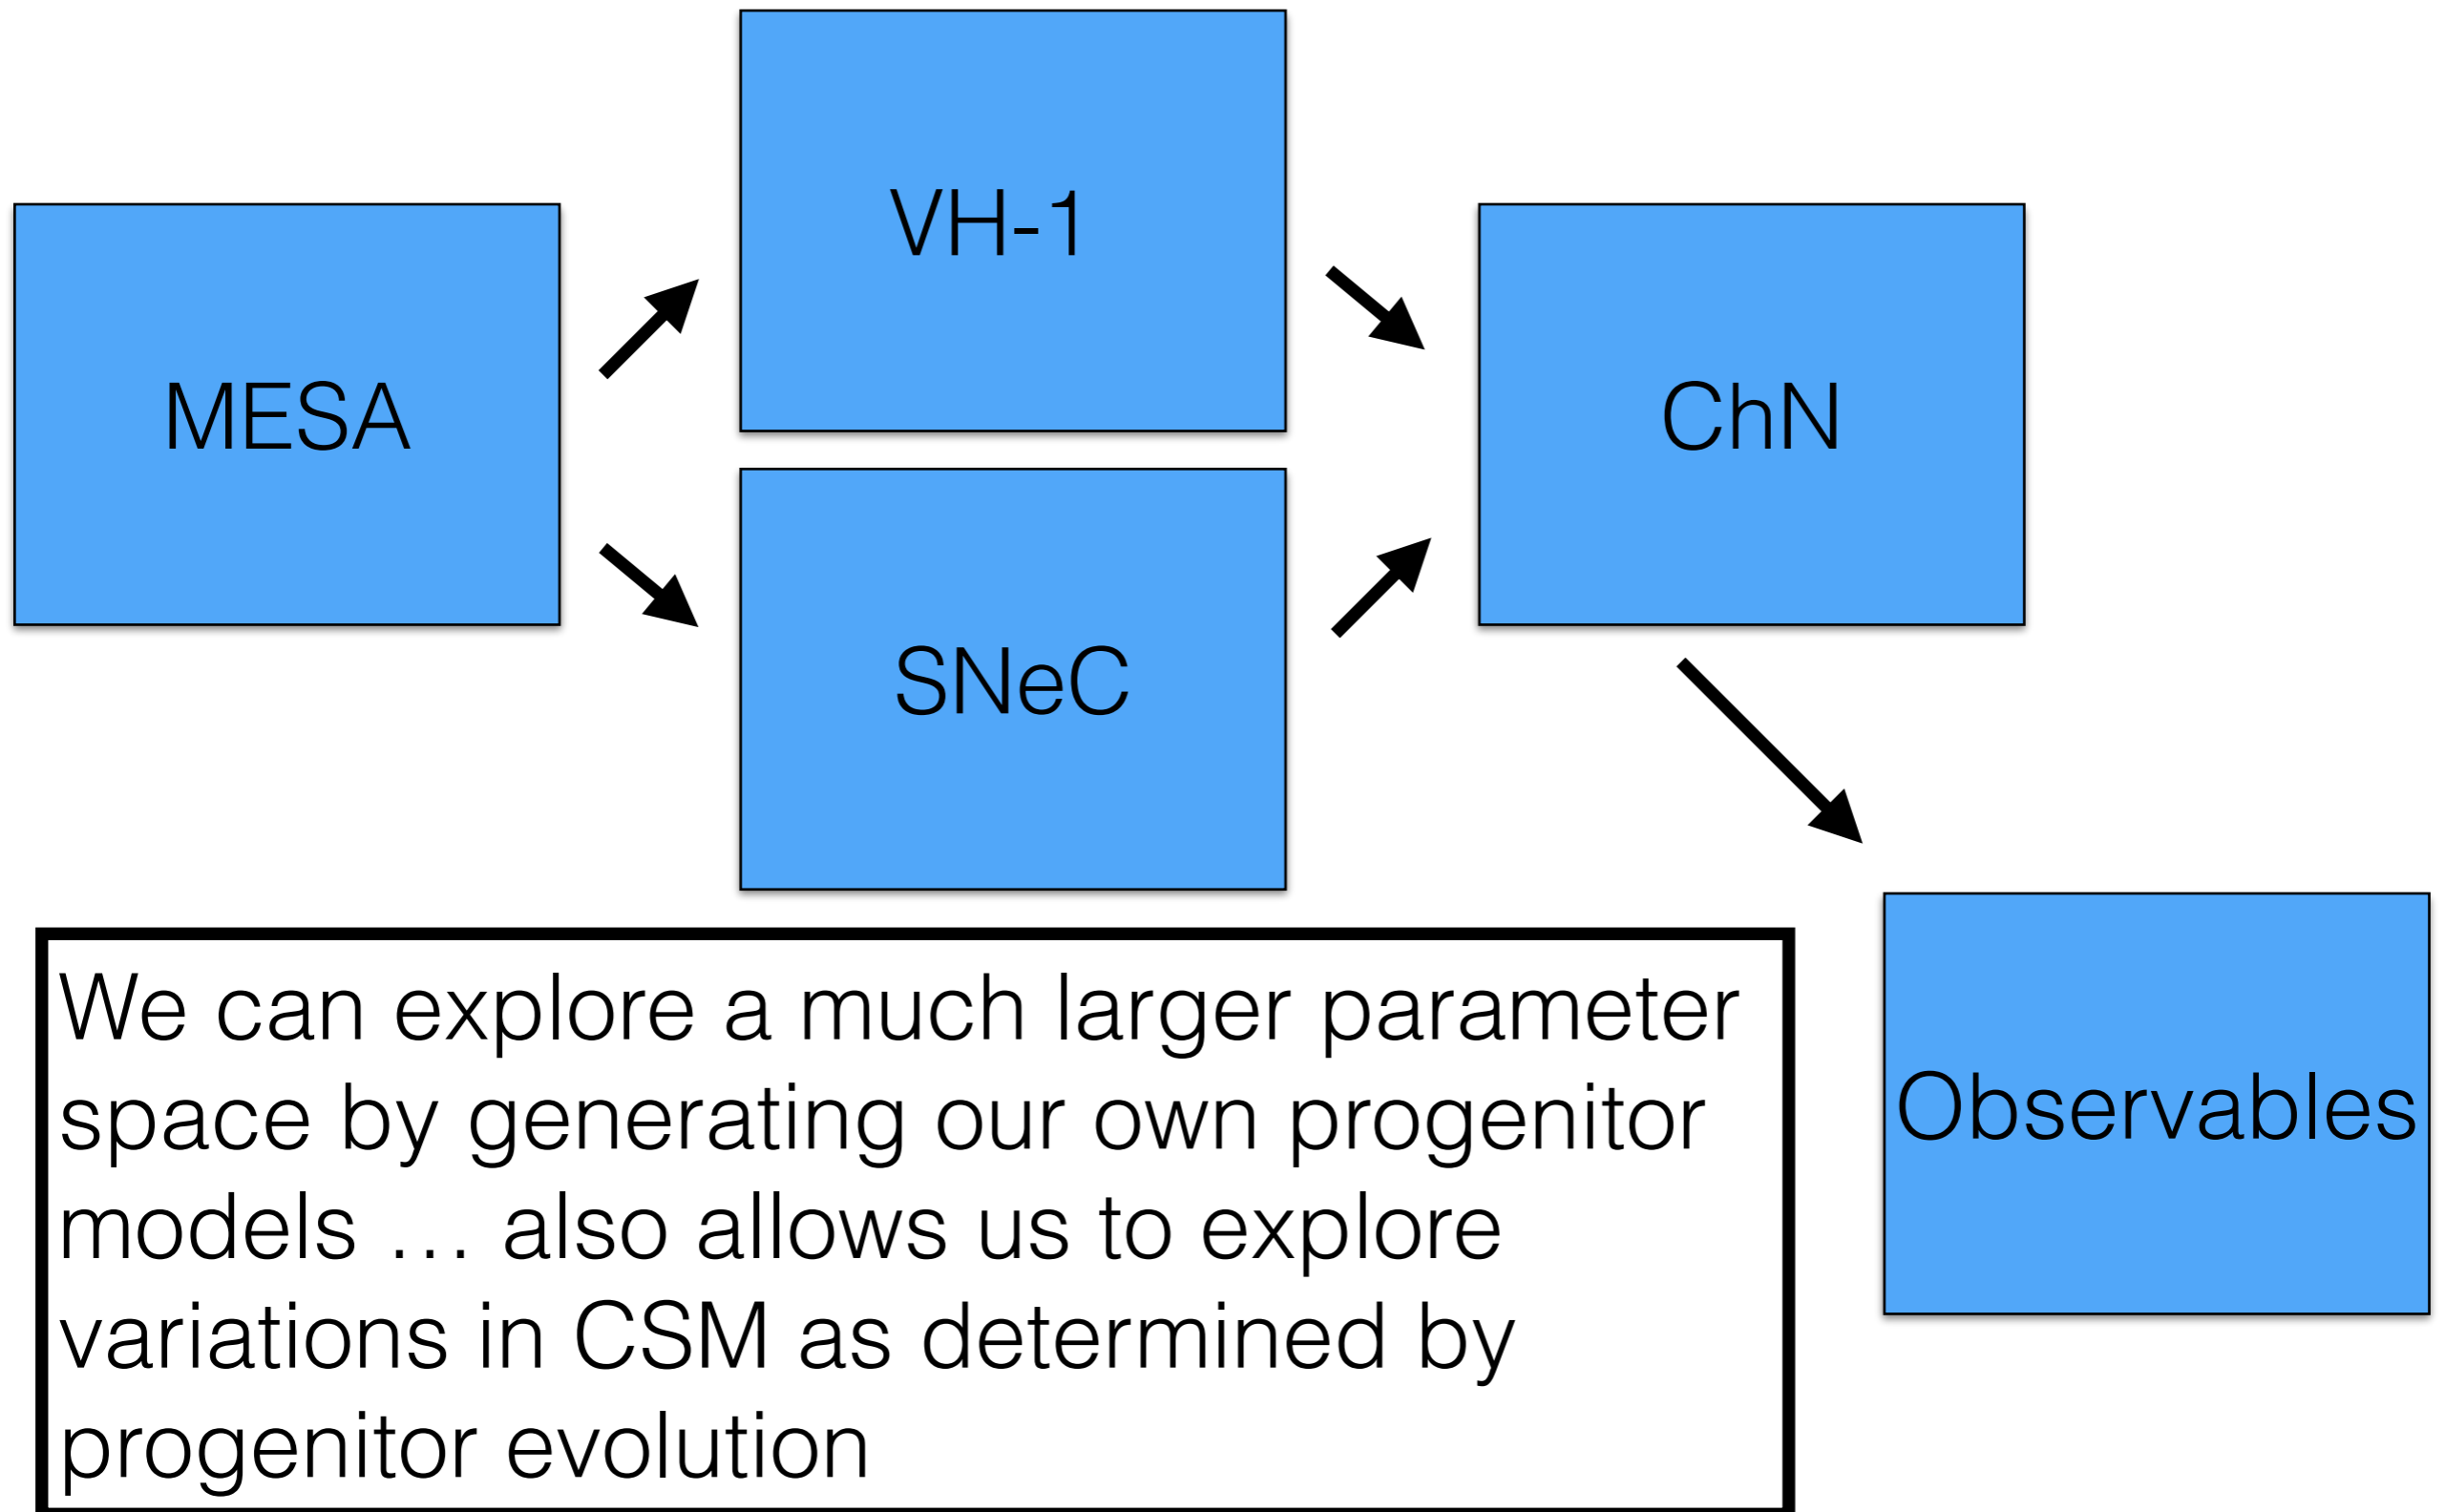 VH-1
MESA
ChN
SNeC
We can explore a much larger parameter
space by generating our own progenitor
models … also allows us to explore
variations in CSM as determined by
progenitor evolution
Observables